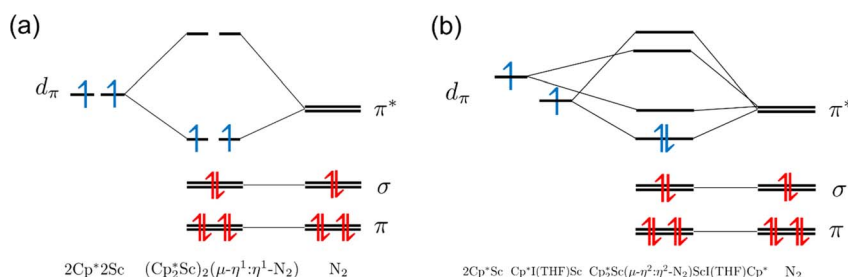 (a)
(b)
dπ
π*
σ
π
2Cp*2Sc (Cp*2Sc)2(μ-η1:η1-N2) N2
dπ
π*
σ
π
2Cp*Sc Cp*I(THF)Sc Cp*2Sc(μ-η2:η2-N2)ScI(THF)Cp* N2